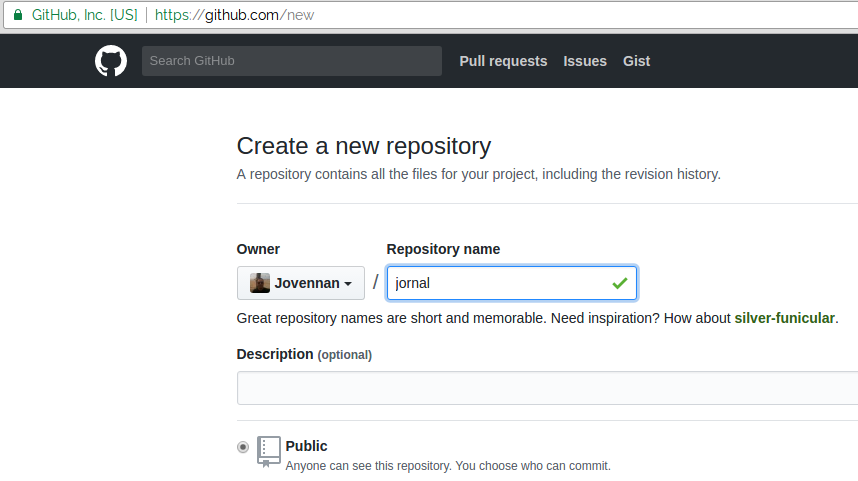 GitHub, Inc. [US] https://github.com/new
Search GitHub Pull requests Issues Gist
Create a new repository
A repository contains all the files for your project, including the revision history.
Owner Repository name
Jovennan / jornal
Great repository names are short and memorable. Need inspiration? How about silver-funicular.
Description (optional)
Public
Anyone can see this repository. You choose who can commit.